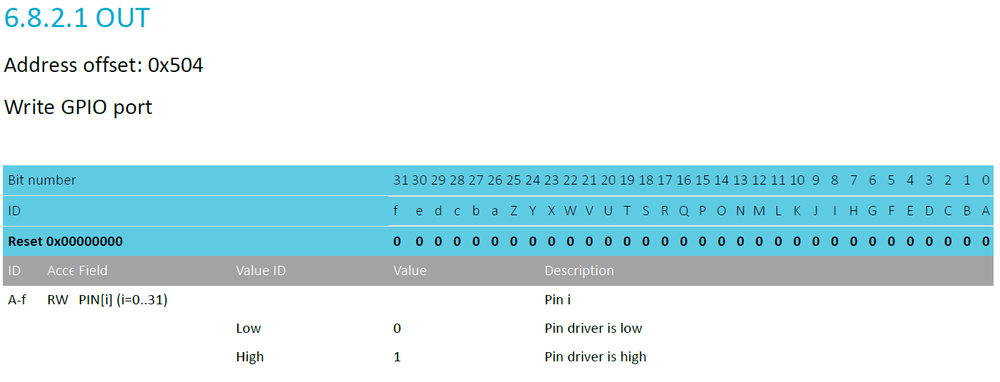 6.8.2.1 OUT
Address offset: 0x504
Write GPIO port
Bit number 31 30 29 28 27 26 25 24 23 22 21 20 19 18 17 16 15 14 13 12 11 10 9 8 7 6 5 4 3 2 1 0
ID f e d c b a Z Y X W V U T S R Q P O N M L K J I H G F E D C B A
Reset 0x00000000 0 0 0 0 0 0 0 0 0 0 0 0 0 0 0 0 0 0 0 0 0 0 0 0 0 0 0 0 0 0 0 0
ID Acce Field Value ID Value Description
A-f RW PIN[i] (i=0..31) Pin i
Low 0 Pin driver is low
High 1 Pin driver is high